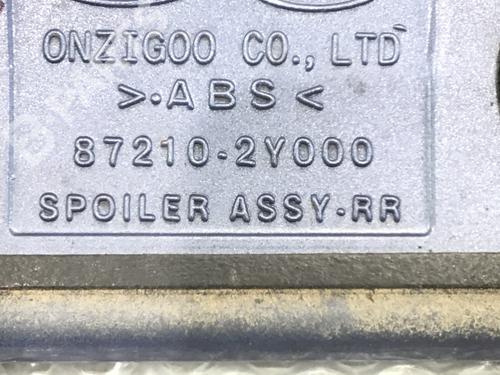 ONZIGOO CO., LTD
>·ABS<
87210-2Y000
SPOILER ASSY-RR